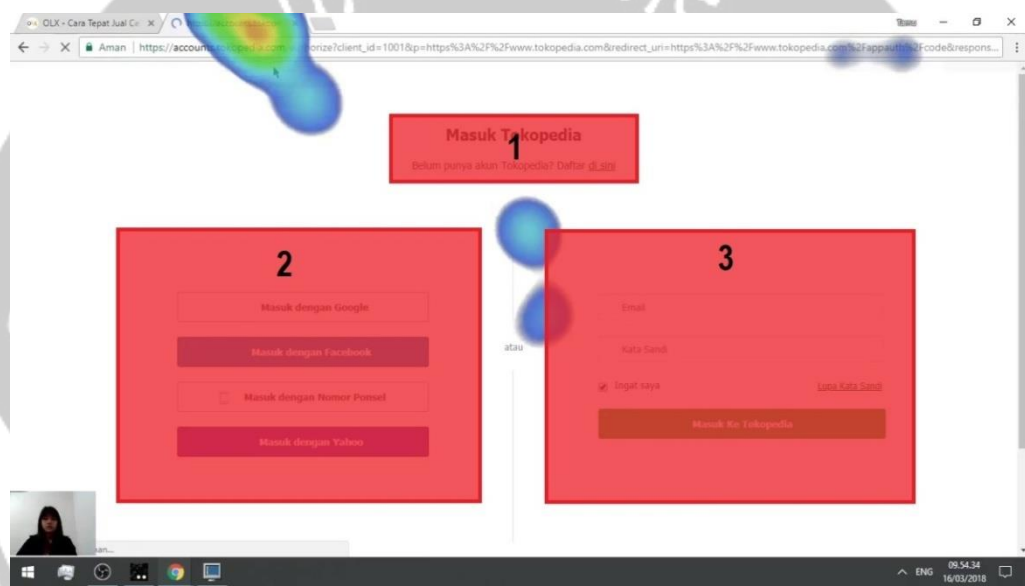 OLX - Cara Tepat Jual Ce
Aman
https://accounts.tokopedia.com/authorize?client_id=1001&p=https%3A%2F%2Fwww.tokopedia.com&redirect_uri=https%3A%2F%2Fwww.tokopedia.com%2Fappauth%2Fcode&respons...
Masuk Tokopedia
1
Belum punya akun Tokopedia? Daftar di sini
2
Masuk dengan Google
Masuk dengan Facebook
Masuk dengan Nomor Ponsel
Masuk dengan Yahoo
atau
3
Email
Kata Sandi
Ingat saya
Lupa Kata Sandi
Masuk Ke Tokopedia
ENG
09.54.34
16/03/2018